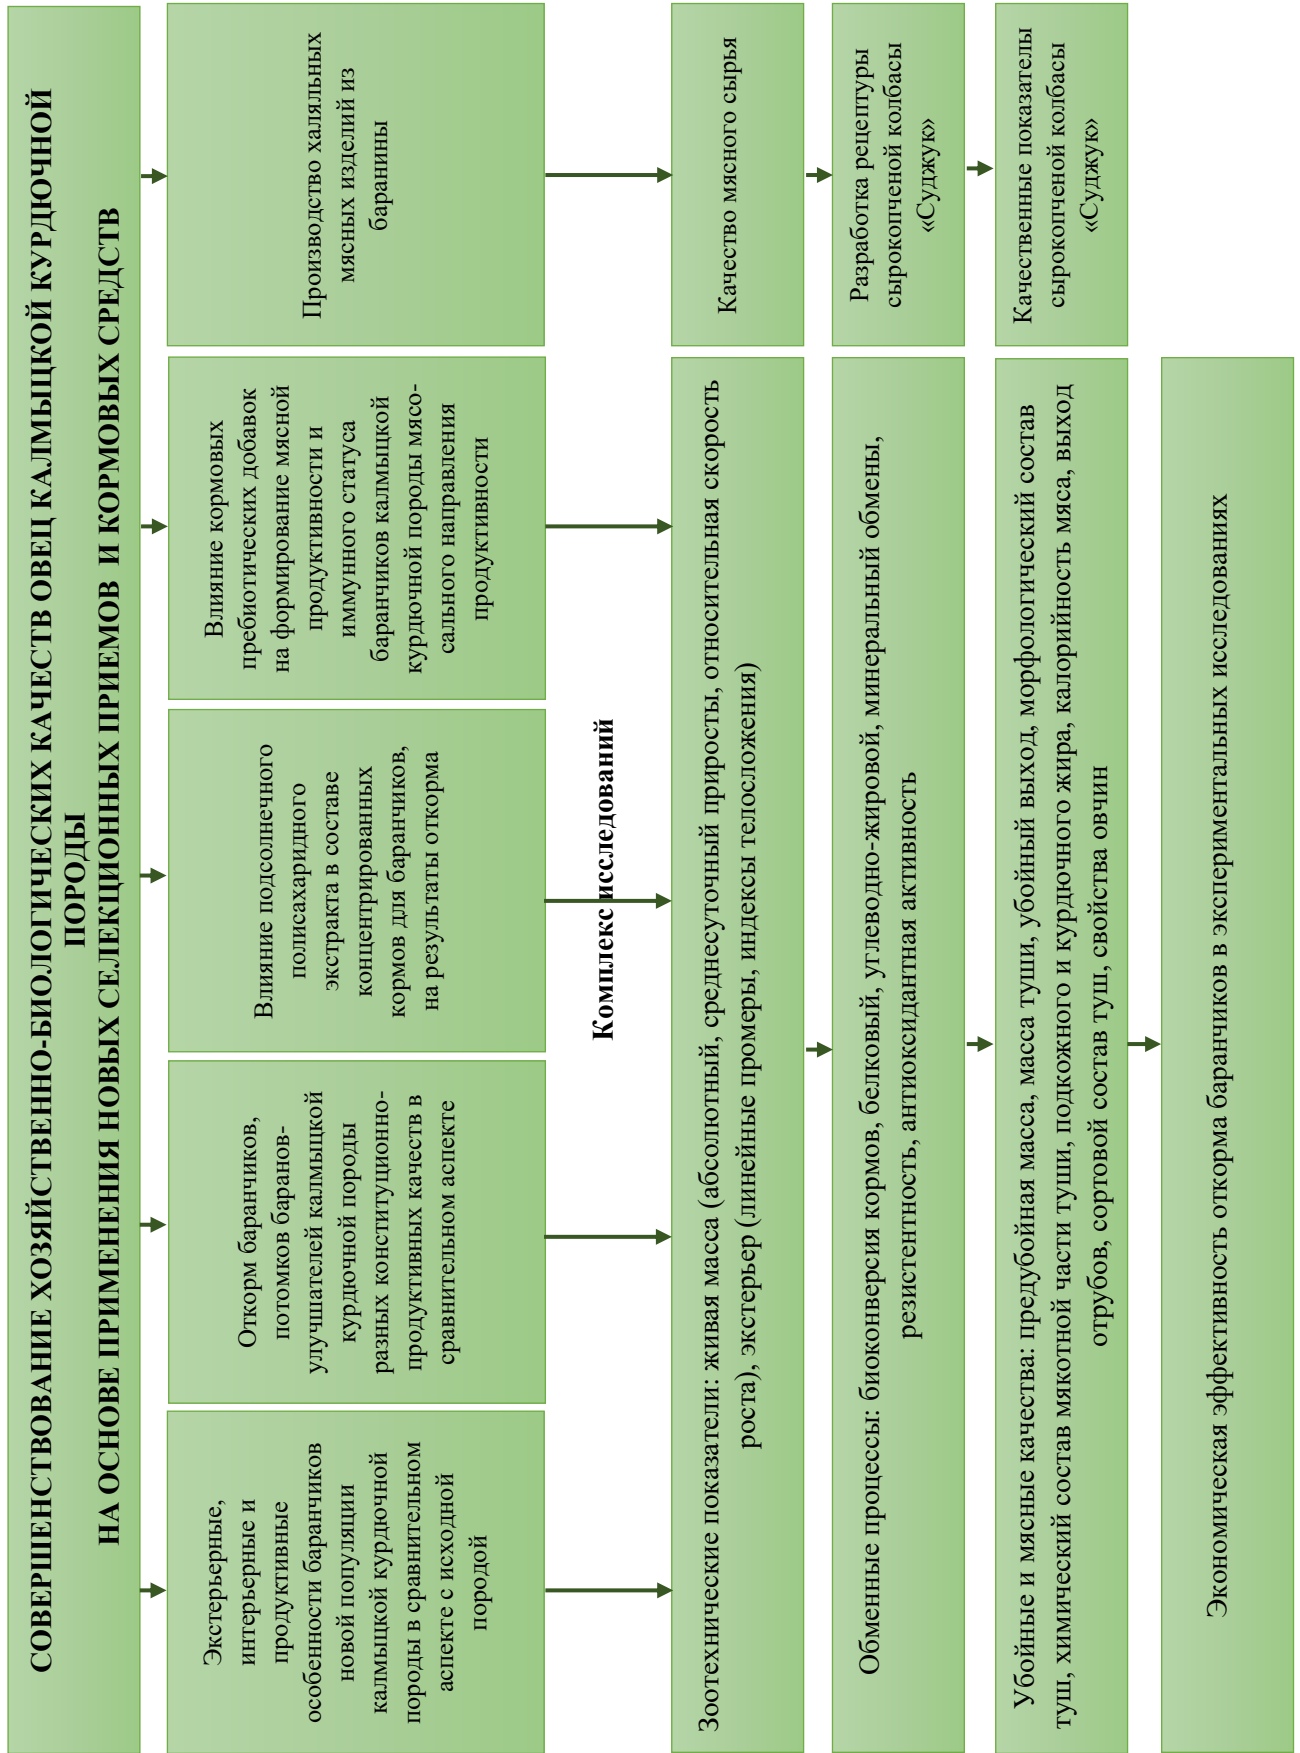 СОВЕРШЕНСТВОВАНИЕ ХОЗЯЙСТВЕННО-БИОЛОГИЧЕСКИХ КАЧЕСТВ ОВЕЦ КАЛМЫЦКОЙ КУРДЮЧНОЙ
ПОРОДЫ
НА ОСНОВЕ ПРИМЕНЕНИЯ НОВЫХ СЕЛЕКЦИОННЫХ ПРИЕМОВ И КОРМОВЫХ СРЕДСТВ
Экстерьерные,
интерьерные и
продуктивные
особенности баранчиков
новой популяции
калмыцкой курдючной
породы в сравнительном
аспекте с исходной
породой
Откорм баранчиков,
потомков баранов-
улучшателей калмыцкой
курдючной породы
разных конституционно-
продуктивных качеств в
сравнительном аспекте
Влияние подсолнечного
полисахаридного
экстракта в составе
концентрированных
кормов для баранчиков,
на результаты откорма
Влияние кормовых
пребиотических добавок
на формирование мясной
продуктивности и
иммунного статуса
баранчиков калмыцкой
курдючной породы мясо-
сального направления
продуктивности
Производство халяльных
мясных изделий из
баранины
Комплекс исследований
Зоотехнические показатели: живая масса (абсолютный, среднесуточный приросты, относительная скорость
роста), экстерьер (линейные промеры, индексы телосложения)
Качество мясного сырья
Обменные процессы: биоконверсия кормов, белковый, углеводно-жировой, минеральный обмены,
резистентность, антиоксидантная активность
Разработка рецептуры
сырокопченой колбасы
«Суджук»
Убойные и мясные качества: предубойная масса, масса туши, убойный выход, морфологический состав
туш, химический состав мякотной части туши, подкожного и курдючного жира, калорийность мяса, выход
отрубов, сортовой состав туш, свойства овчин
Качественные показатели
сырокопченой колбасы
«Суджук»
Экономическая эффективность откорма баранчиков в экспериментальных исследованиях